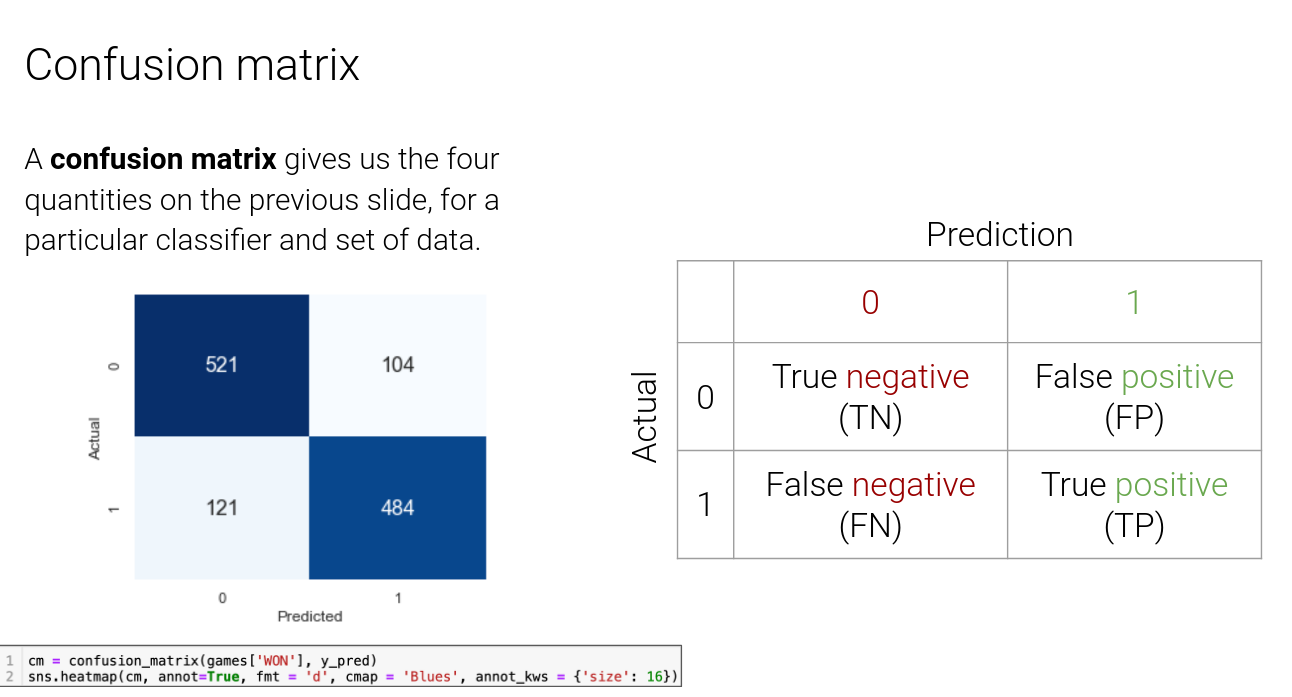 Confusion matrix
A confusion matrix gives us the four
quantities on the previous slide, for a
particular classifier and set of data.
0
521
104
Actual
1
121
484
0
1
Predicted
Prediction
0
1
Actual
0
True negative
(TN)
False positive
(FP)
1
False negative
(FN)
True positive
(TP)
1 cm = confusion_matrix(games['WON'], y_pred)
2 sns.heatmap(cm, annot=True, fmt = 'd', cmap = 'Blues', annot_kws = {'size': 16})